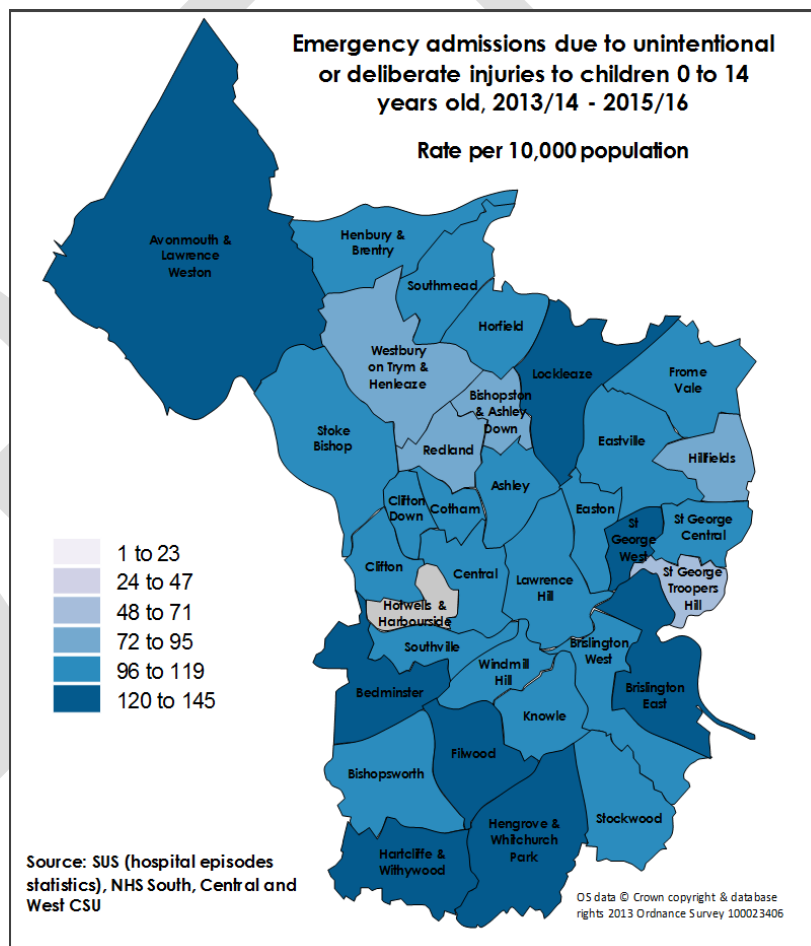 Emergency admissions due to unintentional
or deliberate injuries to children 0 to 14
years old, 2013/14 - 2015/16
Rate per 10,000 population
Avonmouth &
Lawrence
Weston
Henbury &
Brentry
Southmead
Horfield
Westbury
on Trym &
Henleaze
Lockleaze
Frome
Vale
Bishopston
& Ashley
Down
Stoke
Bishop
Redland
Eastville
Hillfields
Ashley
Clifton
Down
Cotham
Easton
St
George
West
St George
Central
Clifton
Central
Lawrence
Hill
St George
Troopers
Hill
Hotwells &
Harbourside
Southville
Windmill
Hill
Brislington
West
Bedminster
Knowle
Brislington
East
Filwood
Bishopsworth
Stockwood
Hengrove &
Whitchurch
Park
Hartcliffe &
Withywood
1 to 23
24 to 47
48 to 71
72 to 95
96 to 119
120 to 145
Source: SUS (hospital episodes
statistics), NHS South, Central and
West CSU
OS data © Crown copyright & database
rights 2013 Ordnance Survey 100023406